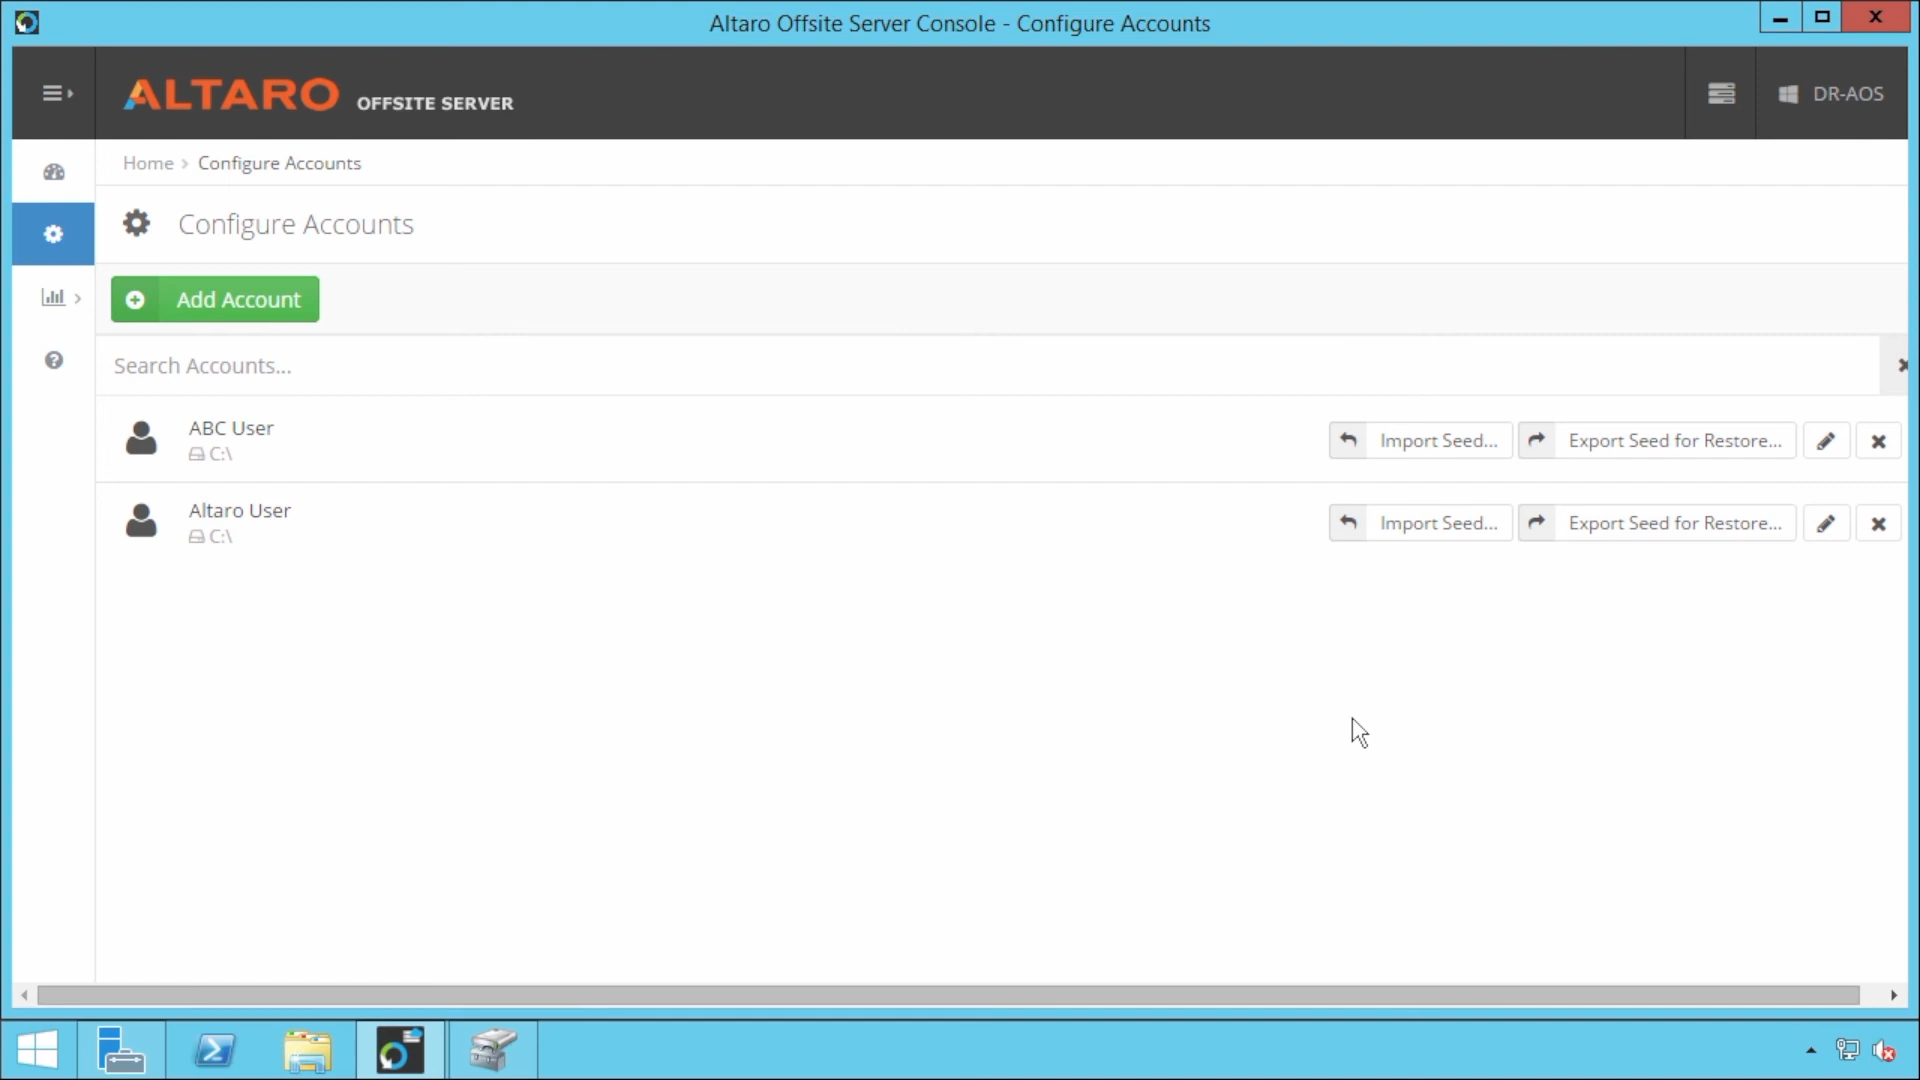 Altaro Offsite Server Console - Configure Accounts
ALTARO OFFSITE SERVER
DR-AOS
Home › Configure Accounts
Configure Accounts
Add Account
Search Accounts...
ABC User
C:\
Import Seed...
Export Seed for Restore...
Altaro User
C:\
Import Seed...
Export Seed for Restore...